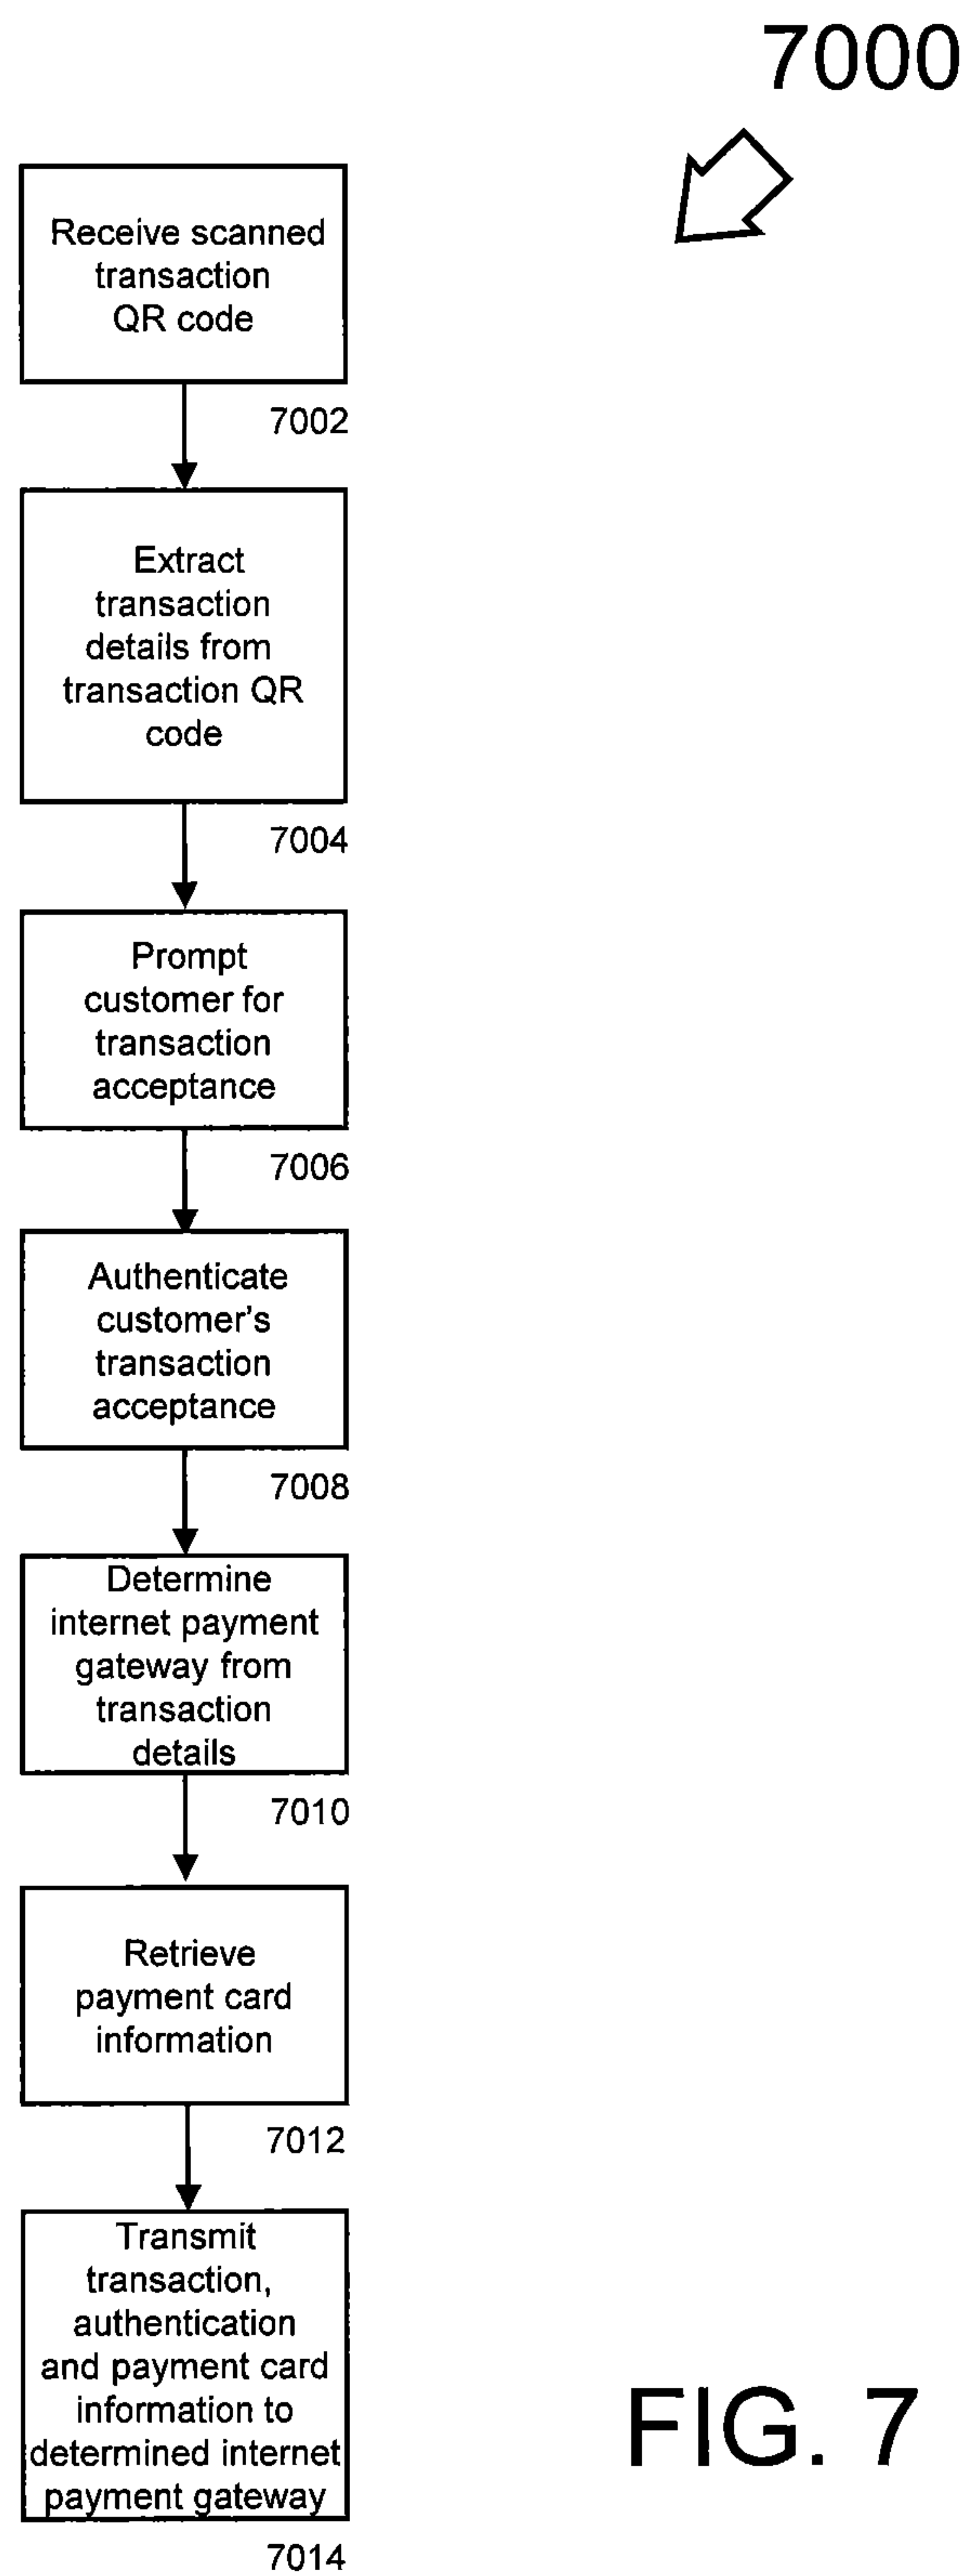 7000
Receive scanned
transaction
QR code
7002
Extract
transaction
details from
transaction QR
code
7004
Prompt
customer for
transaction
acceptance
7006
Authenticate
customer's
transaction
acceptance
7008
Determine
internet payment
gateway from
transaction
details
7010
Retrieve
payment card
information
7012
Transmit
transaction,
authentication
and payment card
information to
determined internet
payment gateway
7014
FIG. 7